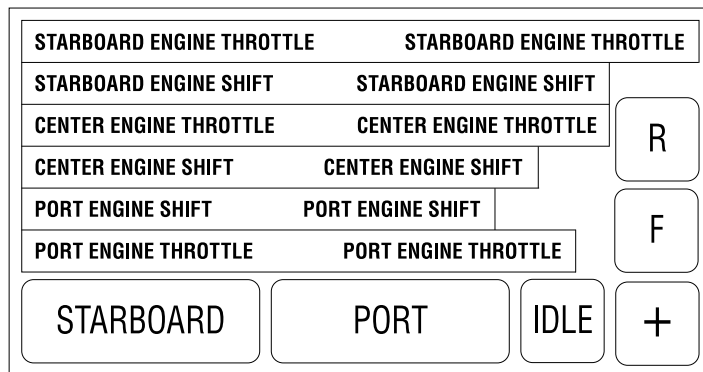 STARBOARD ENGINE THROTTLE STARBOARD ENGINE THROTTLE
STARBOARD ENGINE SHIFT STARBOARD ENGINE SHIFT
CENTER ENGINE THROTTLE CENTER ENGINE THROTTLE
R
CENTER ENGINE SHIFT CENTER ENGINE SHIFT
PORT ENGINE SHIFT PORT ENGINE SHIFT
F
PORT ENGINE THROTTLE PORT ENGINE THROTTLE
STARBOARD PORT IDLE +